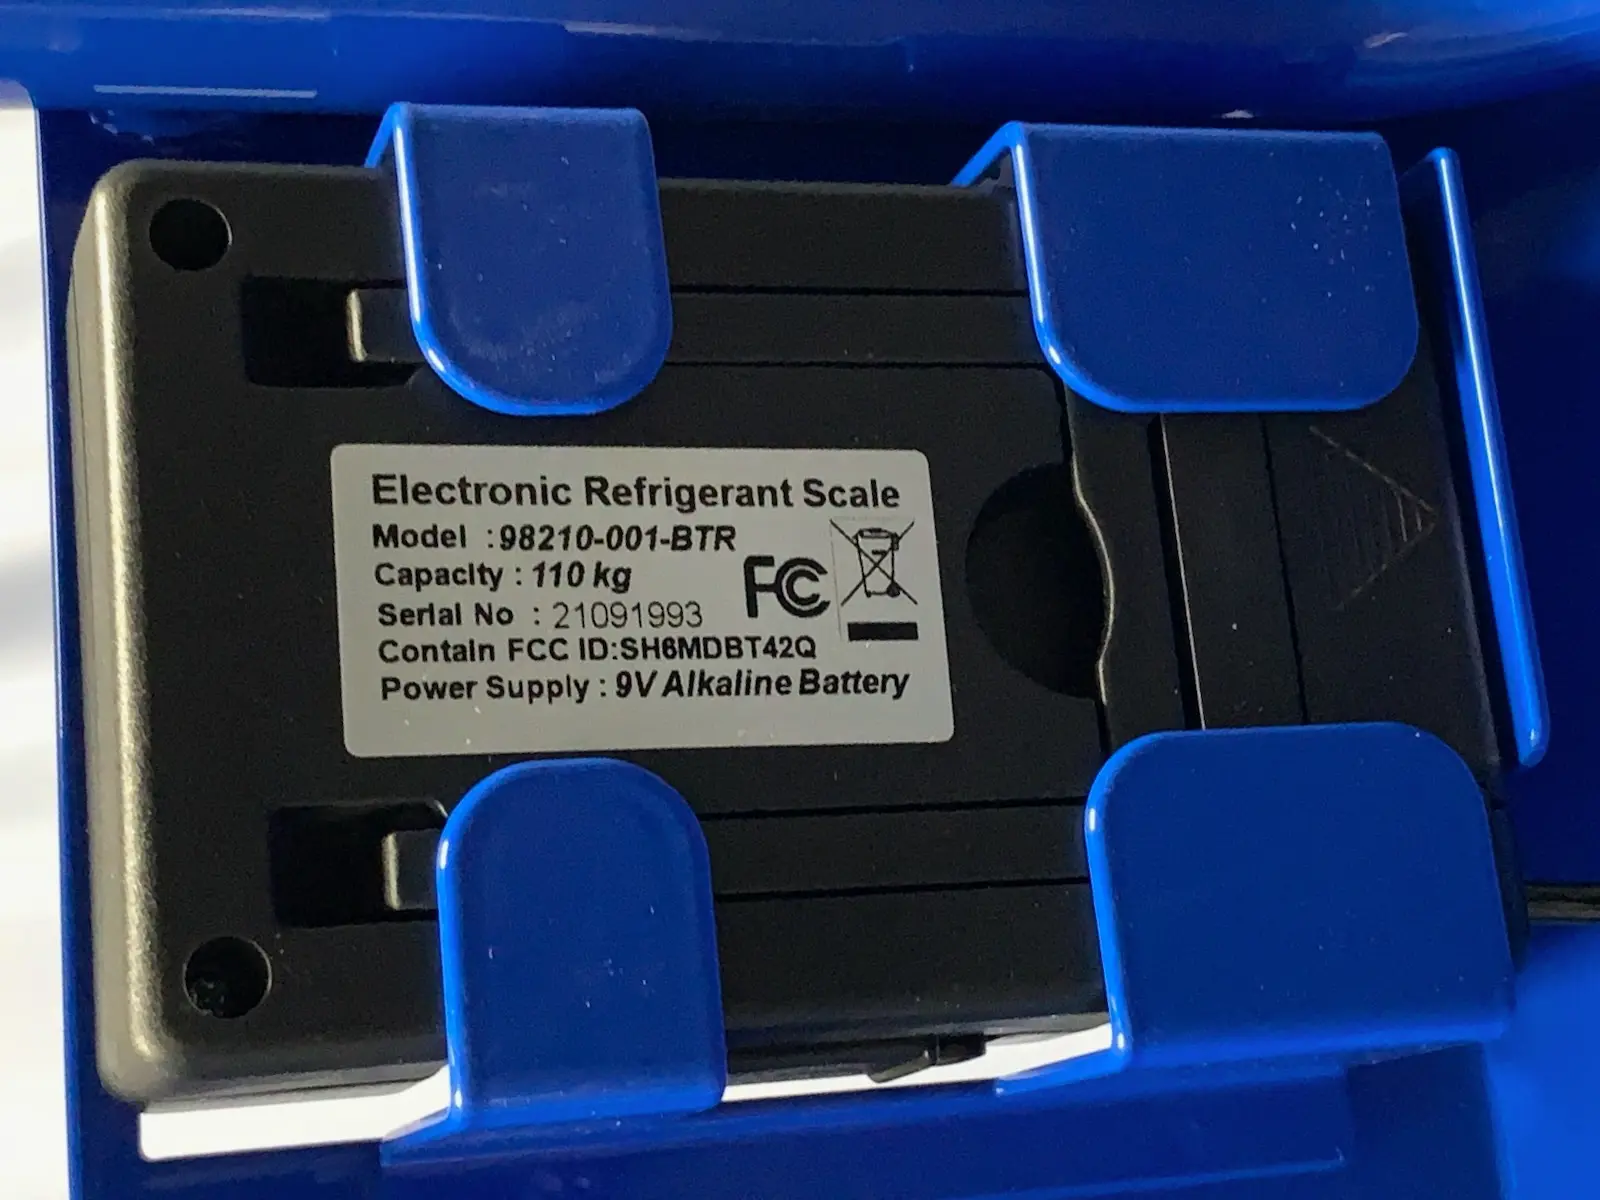 Electronic Refrigerant Scale
Model :98210-001-BTR
Capacity : 110 kg
Serial No : 21091993
Contain FCC ID:SH6MDBT42Q
Power Supply : 9V Alkaline Battery
FC